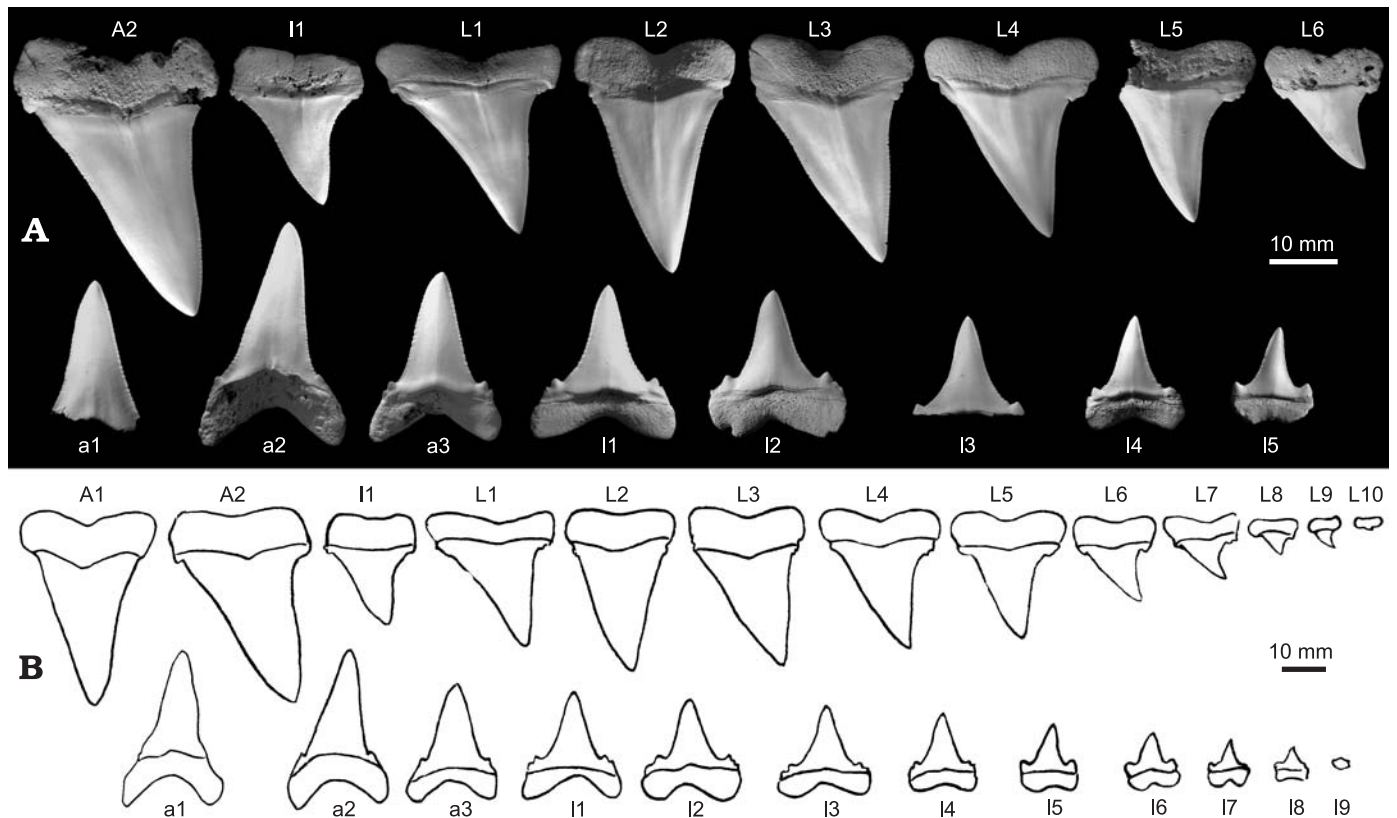 A2 I1 L1 L2 L3 L4 L5 L6
A
10 mm
a1 a2 a3 l1 l2 l3 l4 l5
A1 A2 I1 L1 L2 L3 L4 L5 L6 L7 L8 L9 L10
B
10 mm
a1 a2 a3 l1 l2 l3 l4 l5 l6 l7 l8 l9